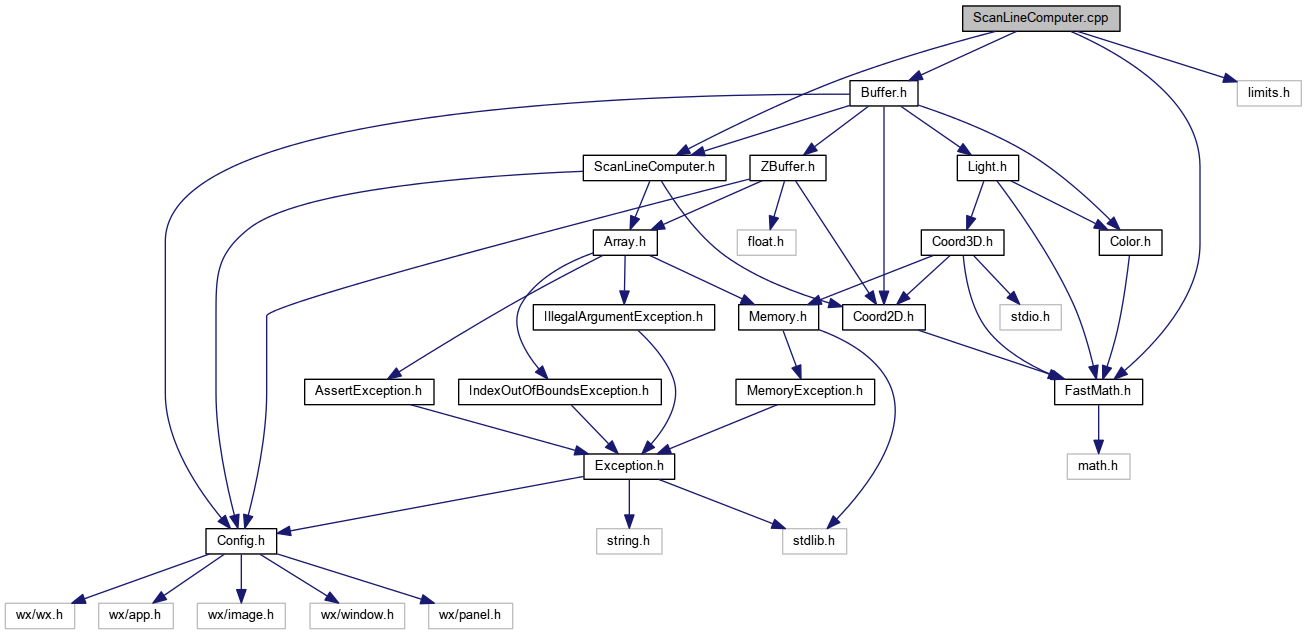 ScanLineComputer.cpp
Buffer.h
limits.h
ScanLineComputer.h
ZBuffer.h
Light.h
Array.h
float.h
Coord3D.h
Color.h
IllegalArgumentException.h
Memory.h
Coord2D.h
stdio.h
AssertException.h
IndexOutOfBoundsException.h
MemoryException.h
FastMath.h
Exception.h
math.h
Config.h
string.h
stdlib.h
wx/wx.h
wx/app.h
wx/image.h
wx/window.h
wx/panel.h